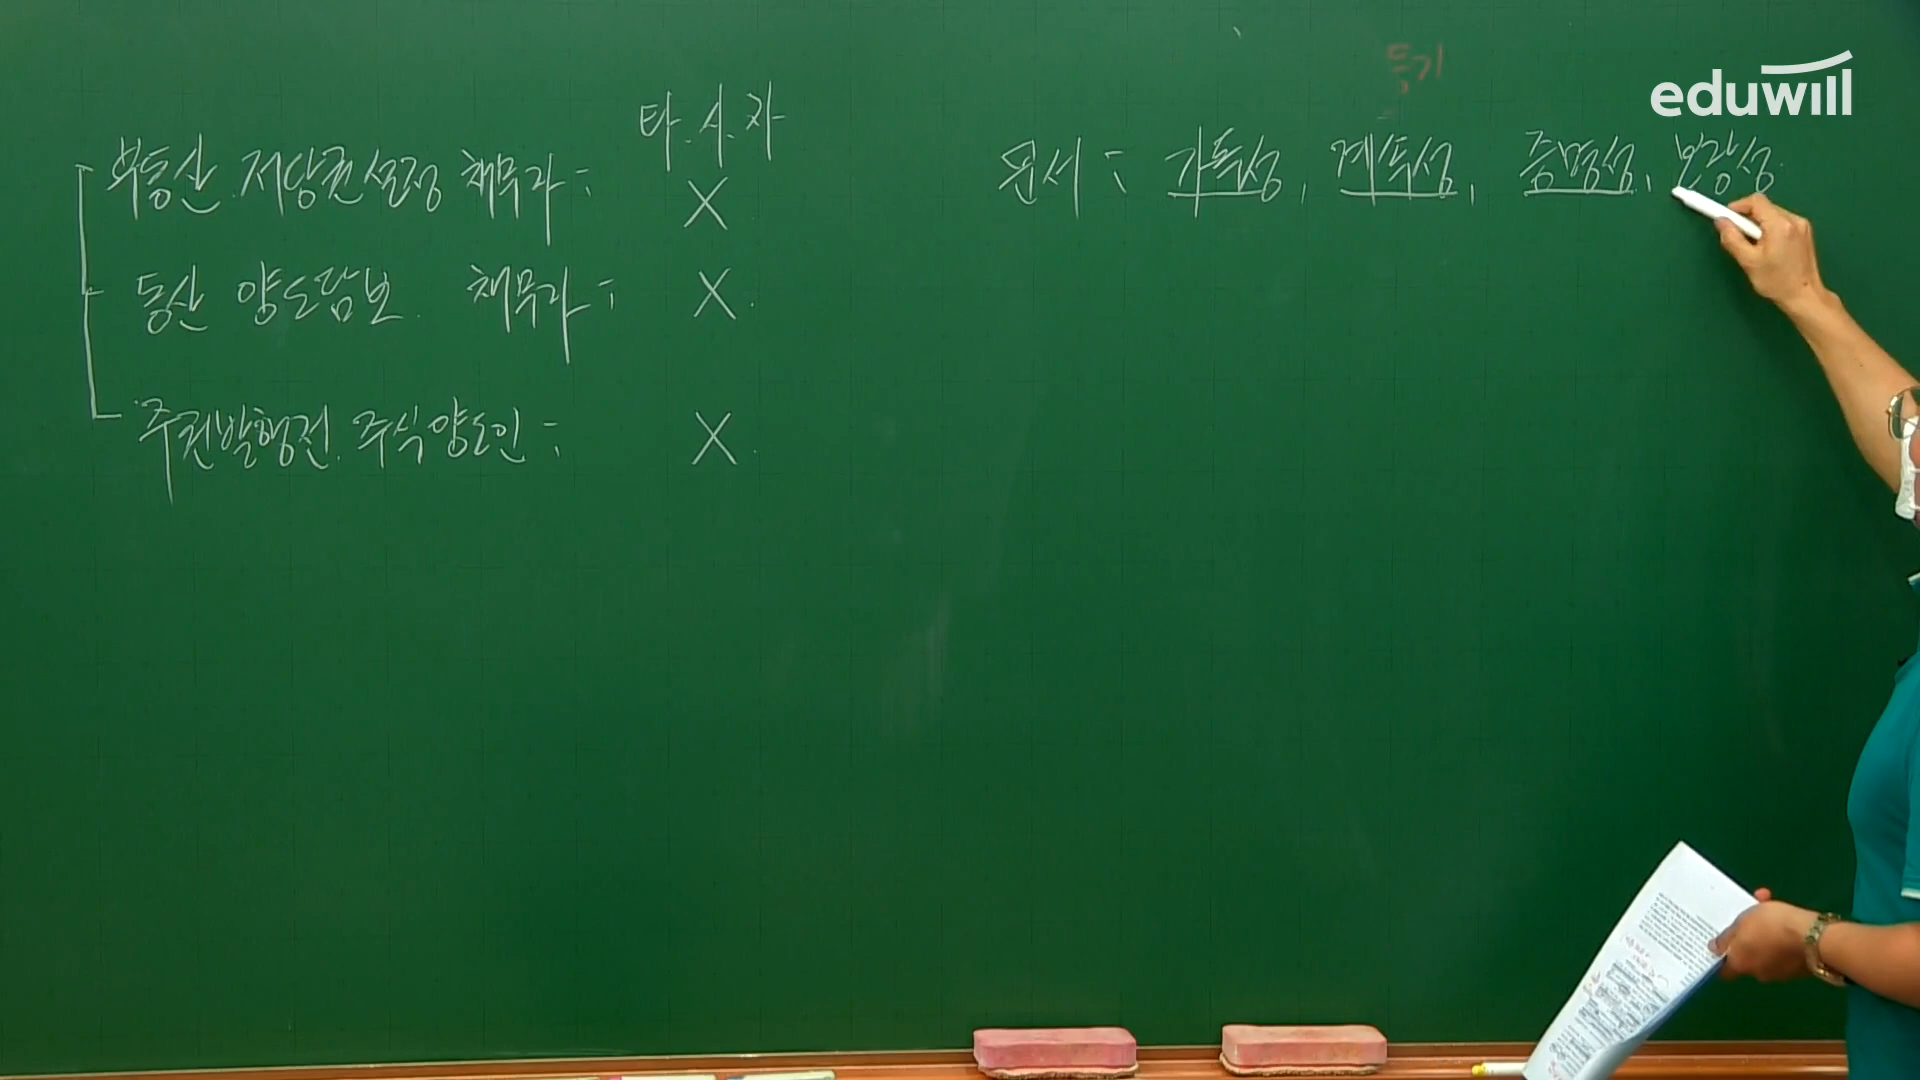 eduwill
타.사.자
부동산 저당권설정 채무자: X
동산 양도담보 채무자: X
주권발행전 주식양도인: X
문서: 가독성, 계속성, 증명성, 보장성